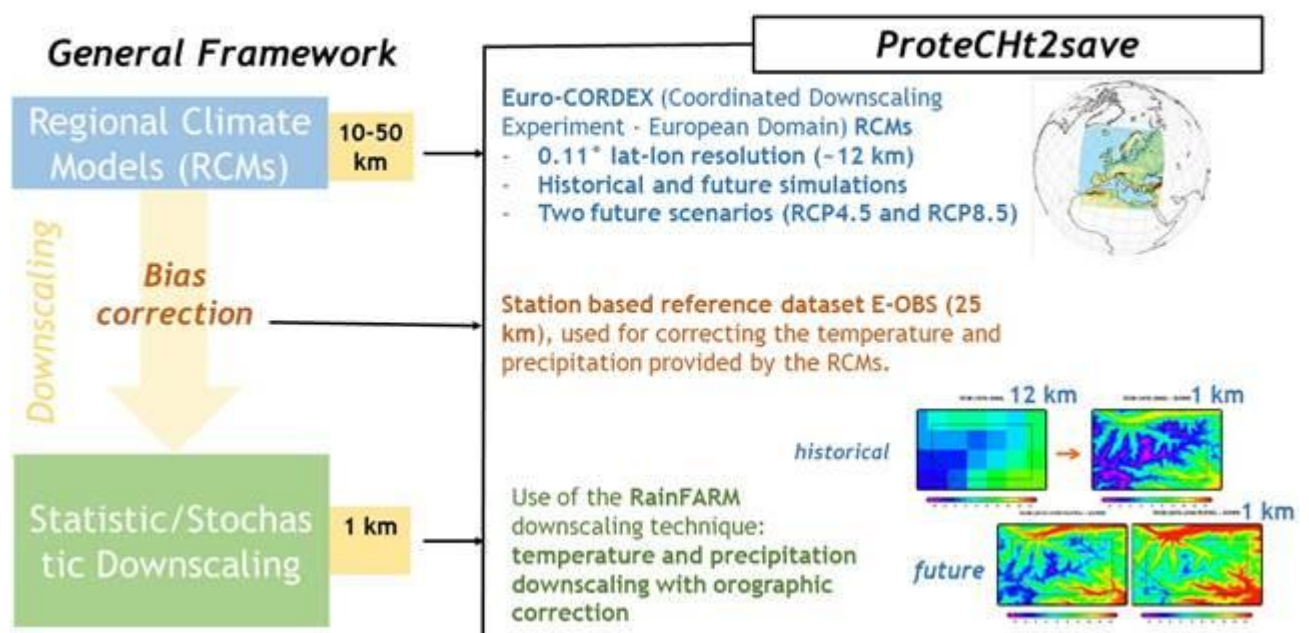 General Framework
ProteCHt2save
Regional Climate
Models (RCMs)
10-50
km
Euro-CORDEX (Coordinated Downscaling
Experiment - European Domain) RCMs
- 0.11° lat-lon resolution (~12 km)
- Historical and future simulations
- Two future scenarios (RCP4.5 and RCP8.5)
Downscaling
Bias
correction
Station based reference dataset E-OBS (25
km), used for correcting the temperature and
precipitation provided by the RCMs.
12 km
1 km
historical
Statistic/Stochas
tic Downscaling
1 km
Use of the RainFARM
downscaling technique:
temperature and precipitation
downscaling with orographic
correction
1 km
future